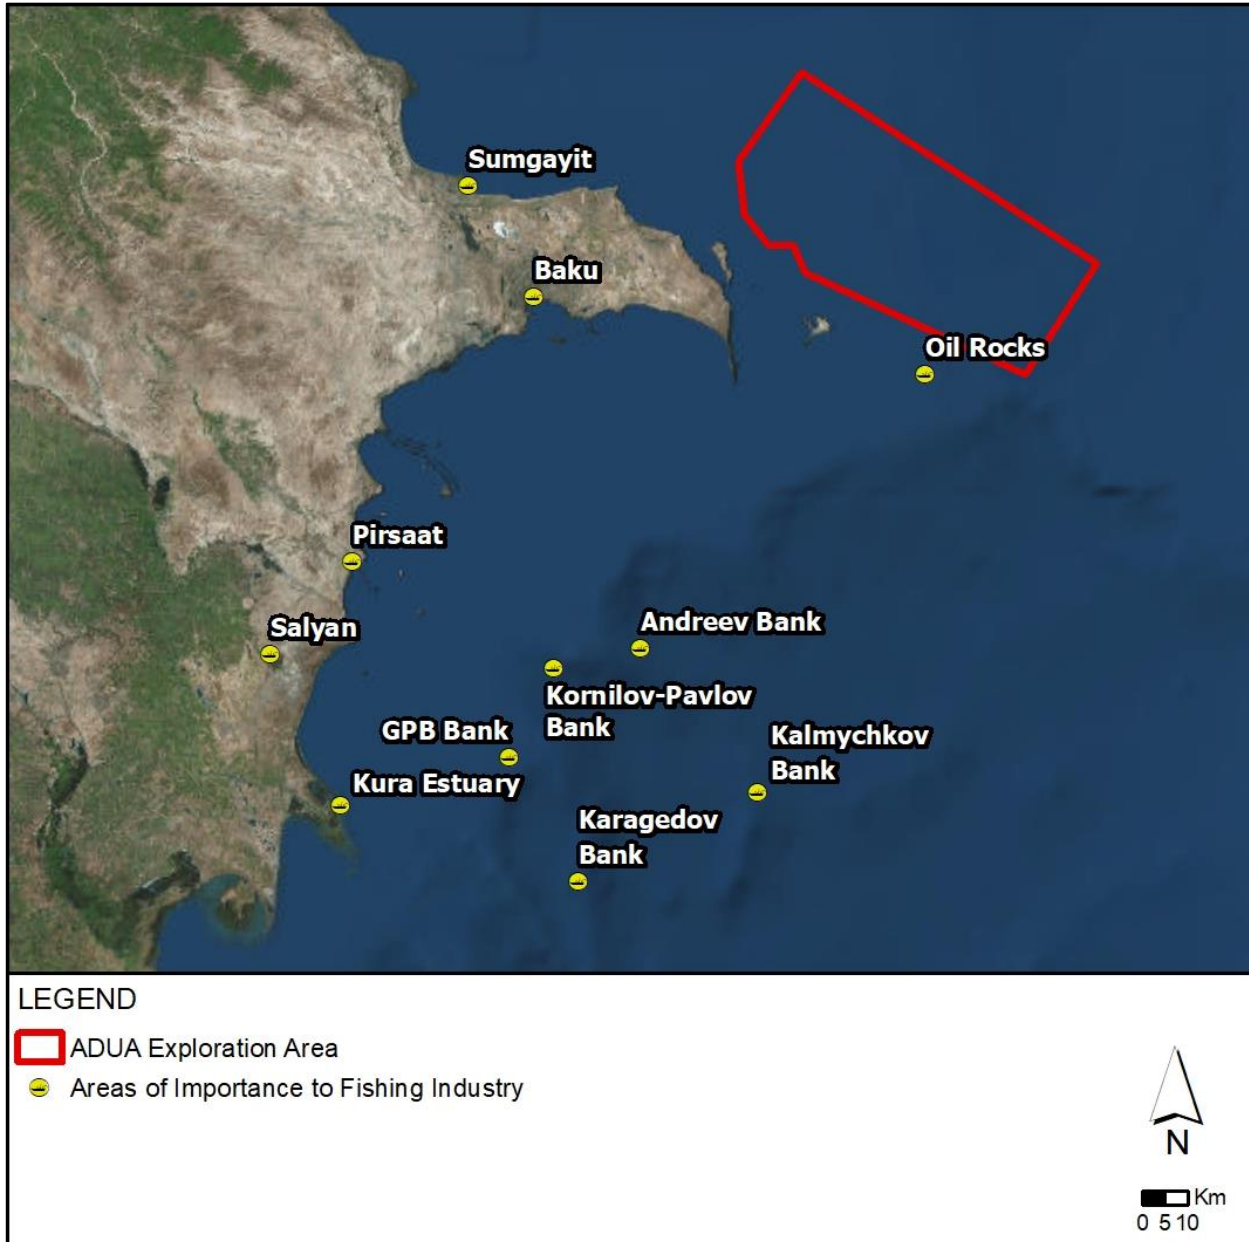 Sumgayit
Baku
Oil Rocks
Pirsaat
Andreev Bank
Salyan
Kornilov-Pavlov
Bank
GPB Bank
Kalmychkov
Bank
Kura Estuary
Karagedov
Bank
LEGEND
ADUA Exploration Area
Areas of Importance to Fishing Industry
N
Km
0 5 10